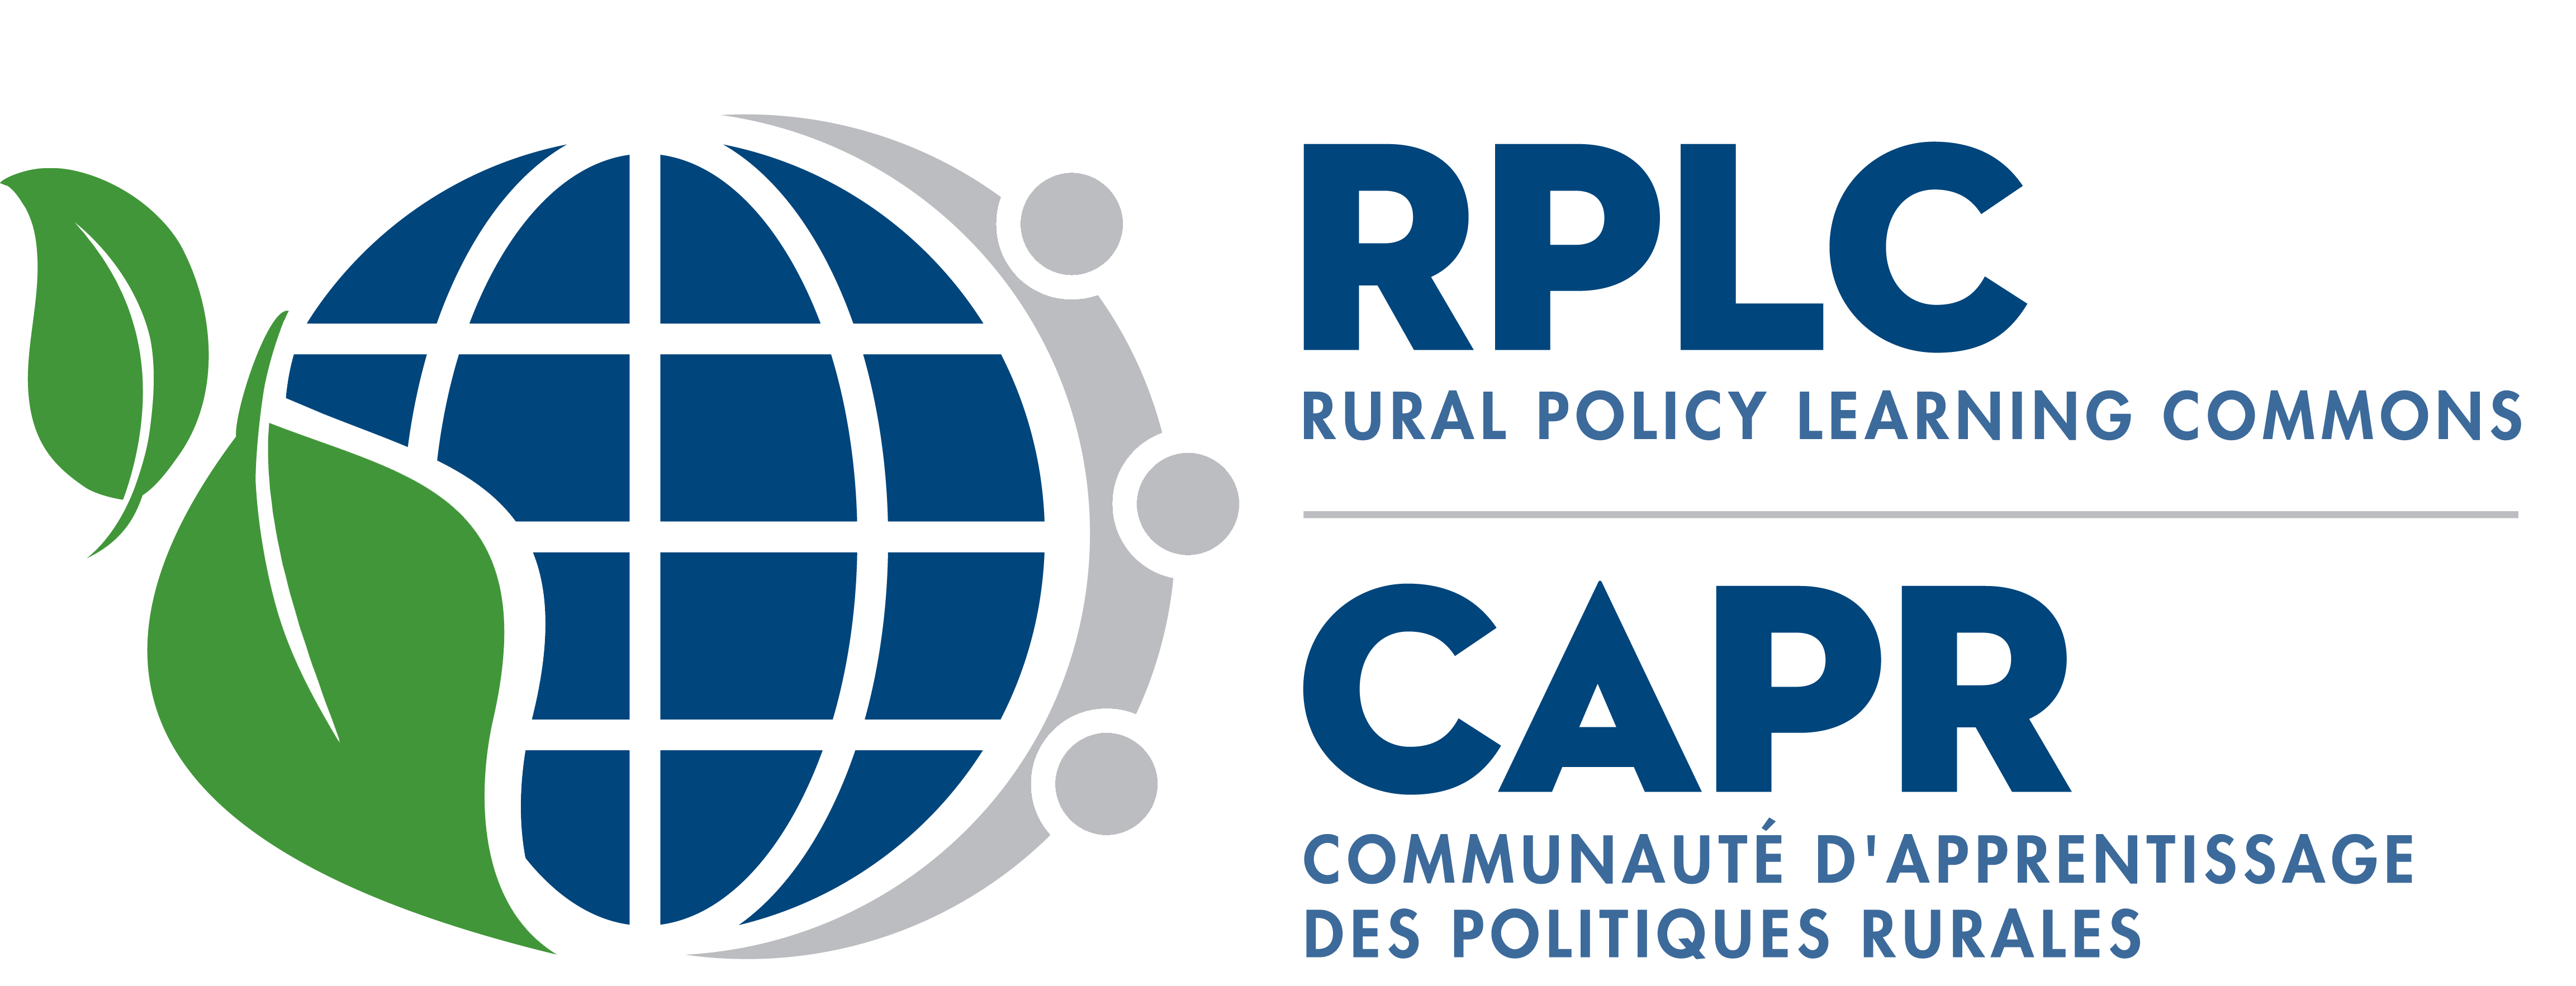 RPLC
RURAL POLICY LEARNING COMMONS
CAPR
COMMUNAUTÉ D'APPRENTISSAGE
DES POLITIQUES RURALES